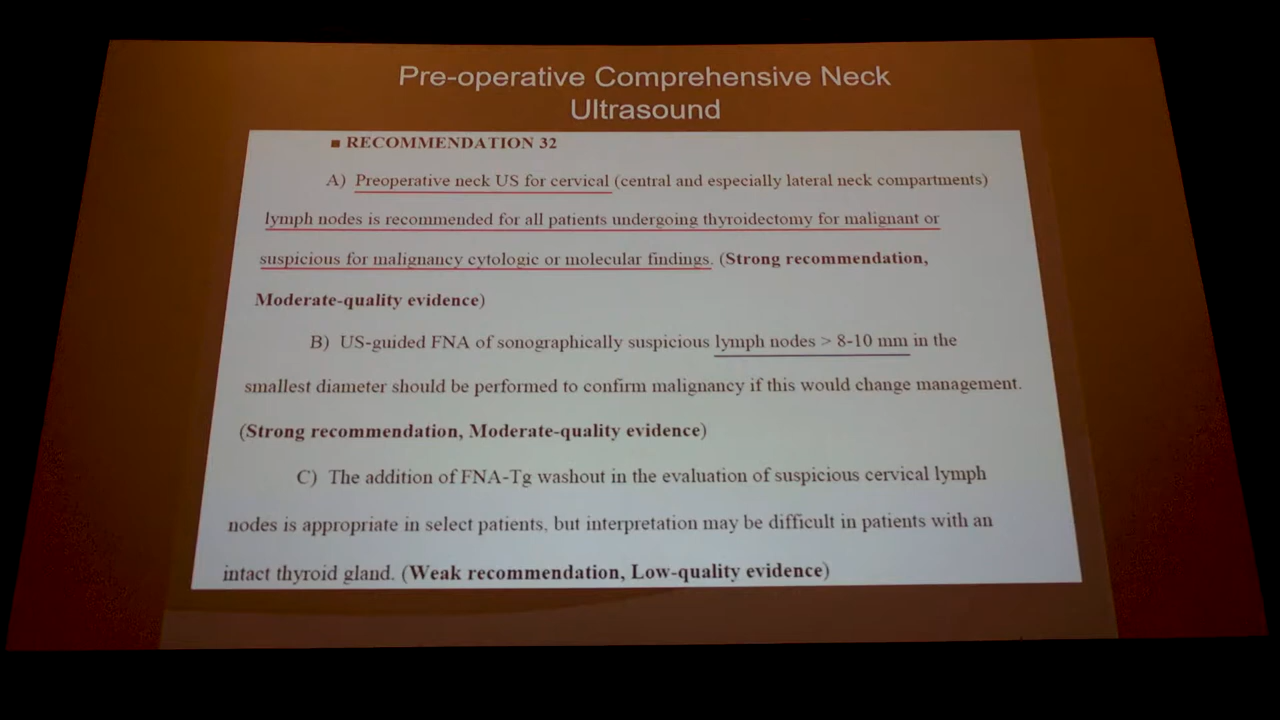 Pre-operative Comprehensive Neck
Ultrasound
■ RECOMMENDATION 32
A) Preoperative neck US for cervical (central and especially lateral neck compartments)
lymph nodes is recommended for all patients undergoing thyroidectomy for malignant or
suspicious for malignancy cytologic or molecular findings. (Strong recommendation,
Moderate-quality evidence)
B) US-guided FNA of sonographically suspicious lymph nodes > 8-10 mm in the
smallest diameter should be performed to confirm malignancy if this would change management.
(Strong recommendation, Moderate-quality evidence)
C) The addition of FNA-Tg washout in the evaluation of suspicious cervical lymph
nodes is appropriate in select patients, but interpretation may be difficult in patients with an
intact thyroid gland. (Weak recommendation, Low-quality evidence)